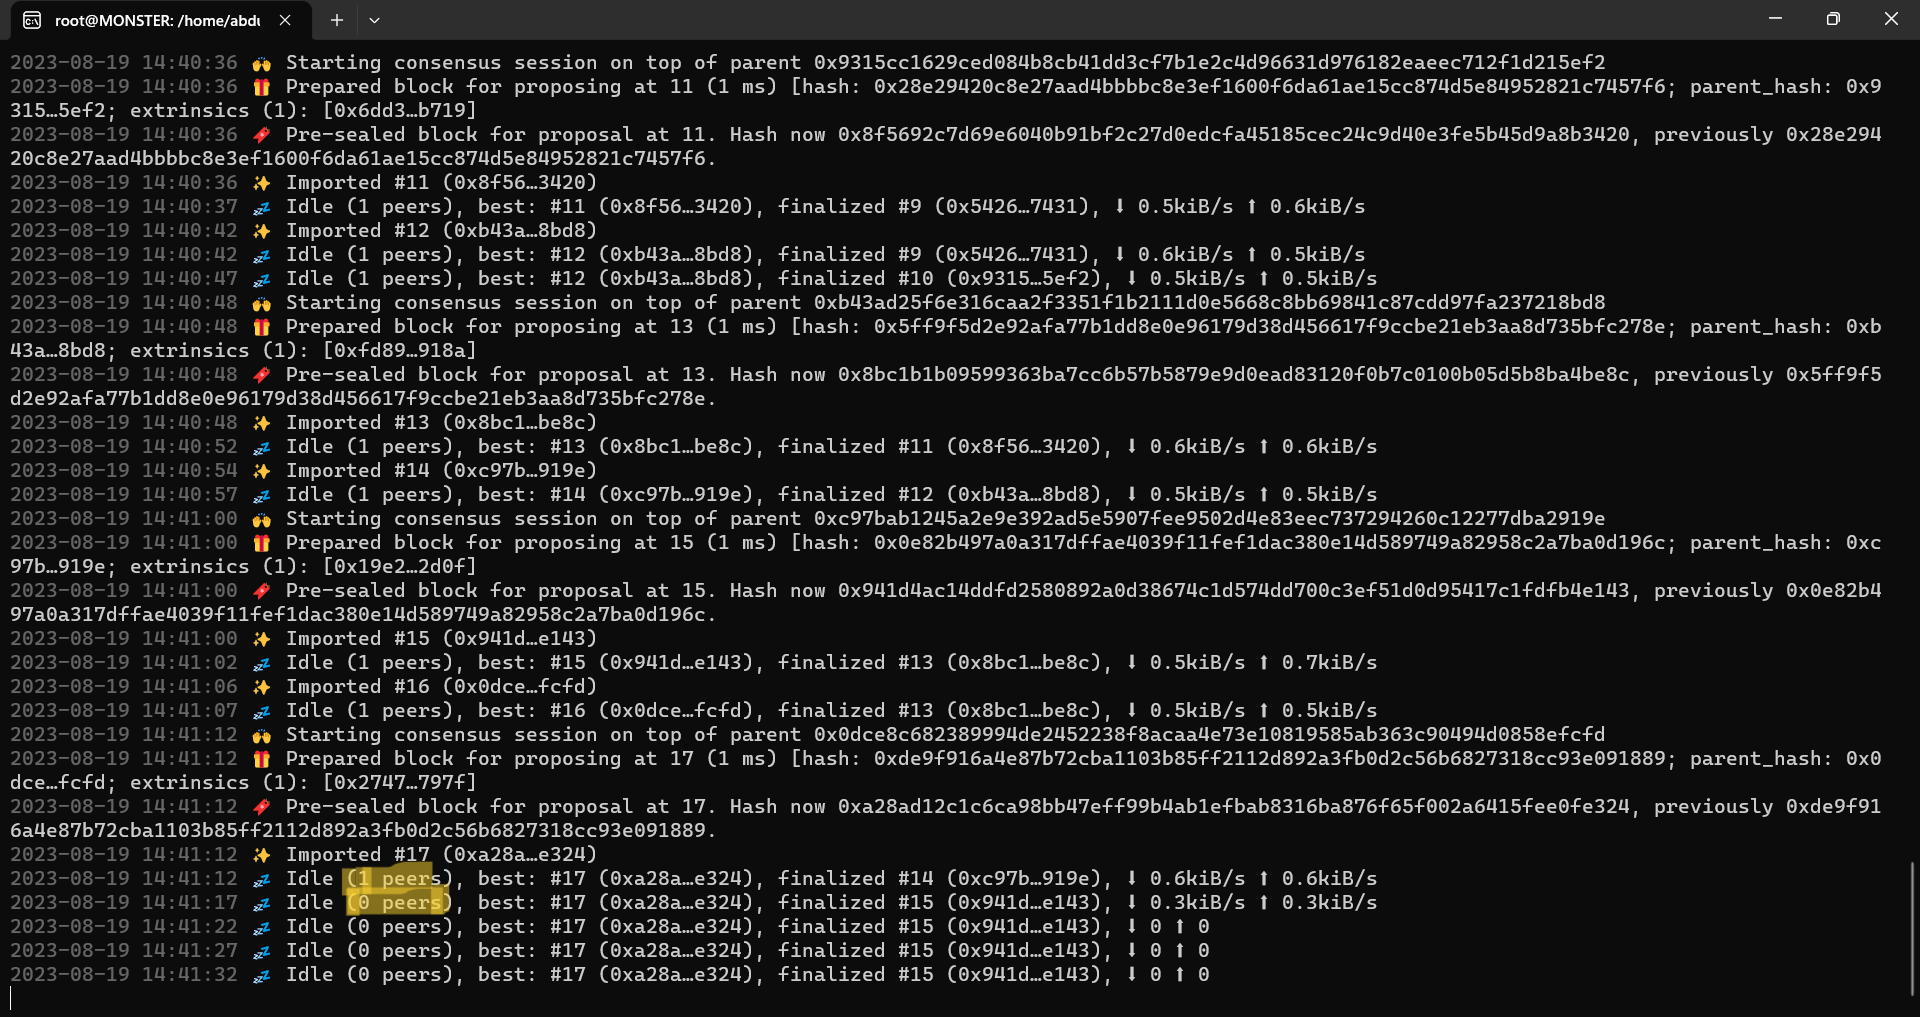 root@MONSTER: /home/abdu
2023-08-19 14:40:36 🙌 Starting consensus session on top of parent 0x9315cc1629ced084b8cb41dd3cf7b1e2c4d96631d976182eaeec712f1d215ef2
2023-08-19 14:40:36 🎁 Prepared block for proposing at 11 (1 ms) [hash: 0x28e29420c8e27aad4bbbbc8e3ef1600f6da61ae15cc874d5e84952821c7457f6; parent_hash: 0x9
315…5ef2; extrinsics (1): [0x6dd3…b719]
2023-08-19 14:40:36 🔖 Pre-sealed block for proposal at 11. Hash now 0x8f5692c7d69e6040b91bf2c27d0edcfa45185cec24c9d40e3fe5b45d9a8b3420, previously 0x28e294
20c8e27aad4bbbbc8e3ef1600f6da61ae15cc874d5e84952821c7457f6.
2023-08-19 14:40:36 ✨ Imported #11 (0x8f56…3420)
2023-08-19 14:40:37 💤 Idle (1 peers), best: #11 (0x8f56…3420), finalized #9 (0x5426…7431), ⬇ 0.5kiB/s ⬆ 0.6kiB/s
2023-08-19 14:40:42 ✨ Imported #12 (0xb43a…8bd8)
2023-08-19 14:40:42 💤 Idle (1 peers), best: #12 (0xb43a…8bd8), finalized #9 (0x5426…7431), ⬇ 0.6kiB/s ⬆ 0.5kiB/s
2023-08-19 14:40:47 💤 Idle (1 peers), best: #12 (0xb43a…8bd8), finalized #10 (0x9315…5ef2), ⬇ 0.5kiB/s ⬆ 0.5kiB/s
2023-08-19 14:40:48 🙌 Starting consensus session on top of parent 0xb43ad25f6e316caa2f3351f1b2111d0e5668c8bb69841c87cdd97fa237218bd8
2023-08-19 14:40:48 🎁 Prepared block for proposing at 13 (1 ms) [hash: 0x5ff9f5d2e92afa77b1dd8e0e96179d38d456617f9ccbe21eb3aa8d735bfc278e; parent_hash: 0xb
43a…8bd8; extrinsics (1): [0xfd89…918a]
2023-08-19 14:40:48 🔖 Pre-sealed block for proposal at 13. Hash now 0x8bc1b1b09599363ba7cc6b57b5879e9d0ead83120f0b7c0100b05d5b8ba4be8c, previously 0x5ff9f5
d2e92afa77b1dd8e0e96179d38d456617f9ccbe21eb3aa8d735bfc278e.
2023-08-19 14:40:48 ✨ Imported #13 (0x8bc1…be8c)
2023-08-19 14:40:52 💤 Idle (1 peers), best: #13 (0x8bc1…be8c), finalized #11 (0x8f56…3420), ⬇ 0.6kiB/s ⬆ 0.6kiB/s
2023-08-19 14:40:54 ✨ Imported #14 (0xc97b…919e)
2023-08-19 14:40:57 💤 Idle (1 peers), best: #14 (0xc97b…919e), finalized #12 (0xb43a…8bd8), ⬇ 0.5kiB/s ⬆ 0.5kiB/s
2023-08-19 14:41:00 🙌 Starting consensus session on top of parent 0xc97bab1245a2e9e392ad5e5907fee9502d4e83eec737294260c12277dba2919e
2023-08-19 14:41:00 🎁 Prepared block for proposing at 15 (1 ms) [hash: 0x0e82b497a0a317dffae4039f11fef1dac380e14d589749a82958c2a7ba0d196c; parent_hash: 0xc
97b…919e; extrinsics (1): [0x19e2…2d0f]
2023-08-19 14:41:00 🔖 Pre-sealed block for proposal at 15. Hash now 0x941d4ac14ddfd2580892a0d38674c1d574dd700c3ef51d0d95417c1fdfb4e143, previously 0x0e82b4
97a0a317dffae4039f11fef1dac380e14d589749a82958c2a7ba0d196c.
2023-08-19 14:41:00 ✨ Imported #15 (0x941d…e143)
2023-08-19 14:41:02 💤 Idle (1 peers), best: #15 (0x941d…e143), finalized #13 (0x8bc1…be8c), ⬇ 0.5kiB/s ⬆ 0.7kiB/s
2023-08-19 14:41:06 ✨ Imported #16 (0x0dce…fcfd)
2023-08-19 14:41:07 💤 Idle (1 peers), best: #16 (0x0dce…fcfd), finalized #13 (0x8bc1…be8c), ⬇ 0.5kiB/s ⬆ 0.5kiB/s
2023-08-19 14:41:12 🙌 Starting consensus session on top of parent 0x0dce8c682389994de2452238f8acaa4e73e10819585ab363c90494d0858efcfd
2023-08-19 14:41:12 🎁 Prepared block for proposing at 17 (1 ms) [hash: 0xde9f916a4e87b72cba1103b85ff2112d892a3fb0d2c56b6827318cc93e091889; parent_hash: 0x0
dce…fcfd; extrinsics (1): [0x2747…797f]
2023-08-19 14:41:12 🔖 Pre-sealed block for proposal at 17. Hash now 0xa28ad12c1c6ca98bb47eff99b4ab1efbab8316ba876f65f002a6415fee0fe324, previously 0xde9f91
6a4e87b72cba1103b85ff2112d892a3fb0d2c56b6827318cc93e091889.
2023-08-19 14:41:12 ✨ Imported #17 (0xa28a…e324)
2023-08-19 14:41:12 💤 Idle (1 peers), best: #17 (0xa28a…e324), finalized #14 (0xc97b…919e), ⬇ 0.6kiB/s ⬆ 0.6kiB/s
2023-08-19 14:41:17 💤 Idle (0 peers), best: #17 (0xa28a…e324), finalized #15 (0x941d…e143), ⬇ 0.3kiB/s ⬆ 0.3kiB/s
2023-08-19 14:41:22 💤 Idle (0 peers), best: #17 (0xa28a…e324), finalized #15 (0x941d…e143), ⬇ 0 ⬆ 0
2023-08-19 14:41:27 💤 Idle (0 peers), best: #17 (0xa28a…e324), finalized #15 (0x941d…e143), ⬇ 0 ⬆ 0
2023-08-19 14:41:32 💤 Idle (0 peers), best: #17 (0xa28a…e324), finalized #15 (0x941d…e143), ⬇ 0 ⬆ 0